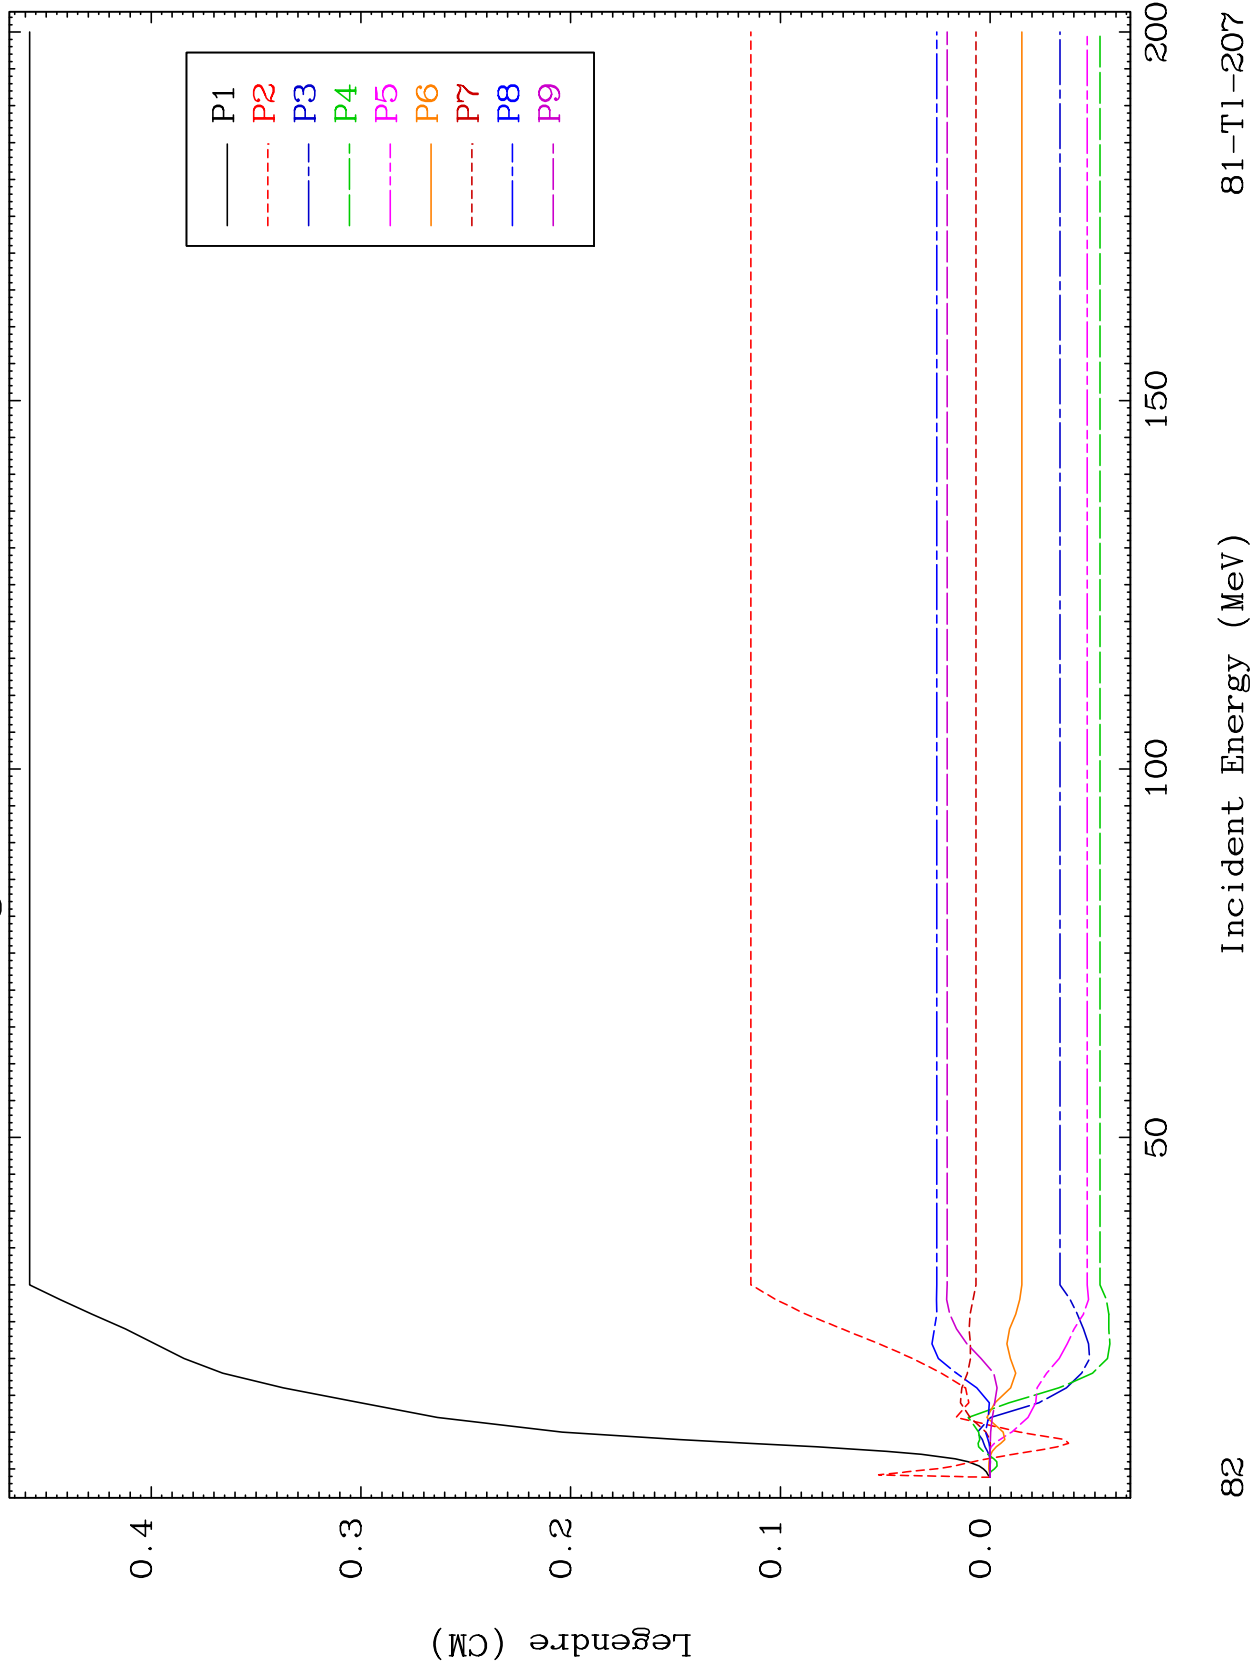 P1
P2
P3
P4
P5
P6
P7
P8
P9
Legendre (CM)
0.4
0.3
0.2
0.1
0.0
50
100
150
200
Incident Energy (MeV)
82
81-Tl-207